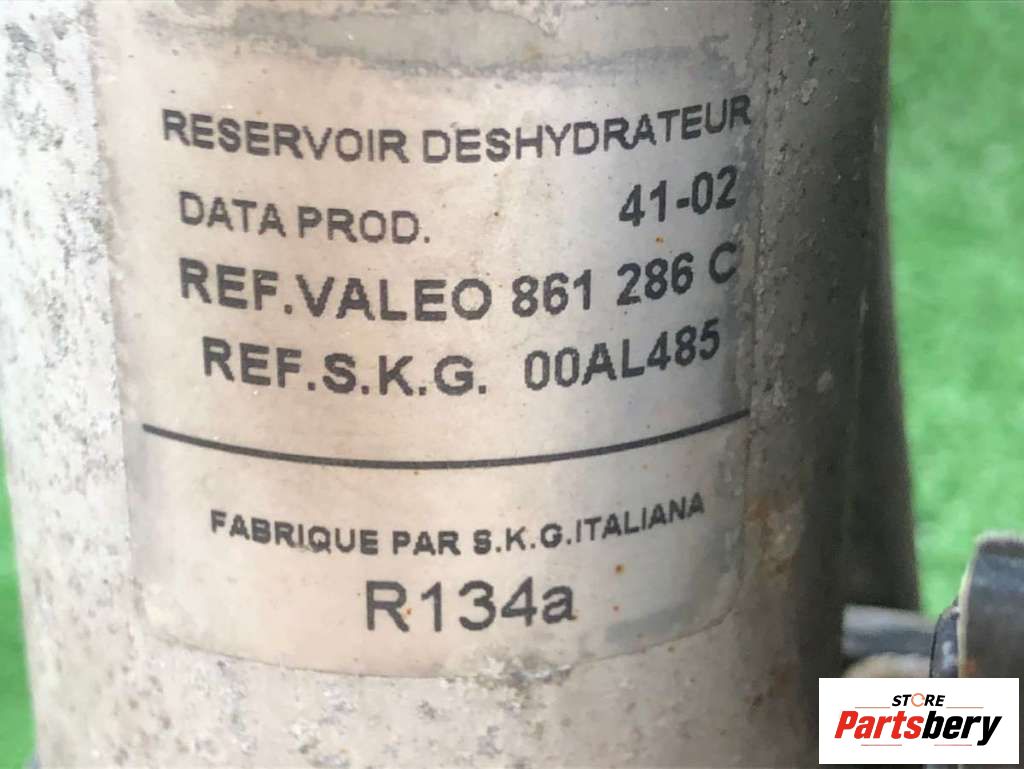 RESERVOIR DESHYDRATEUR
DATA PROD. 41-02
REF.VALEO 861 286 C
REF.S.K.G. 00AL485
FABRIQUE PAR S.K.G.ITALIANA
R134a
STORE
Partsbery